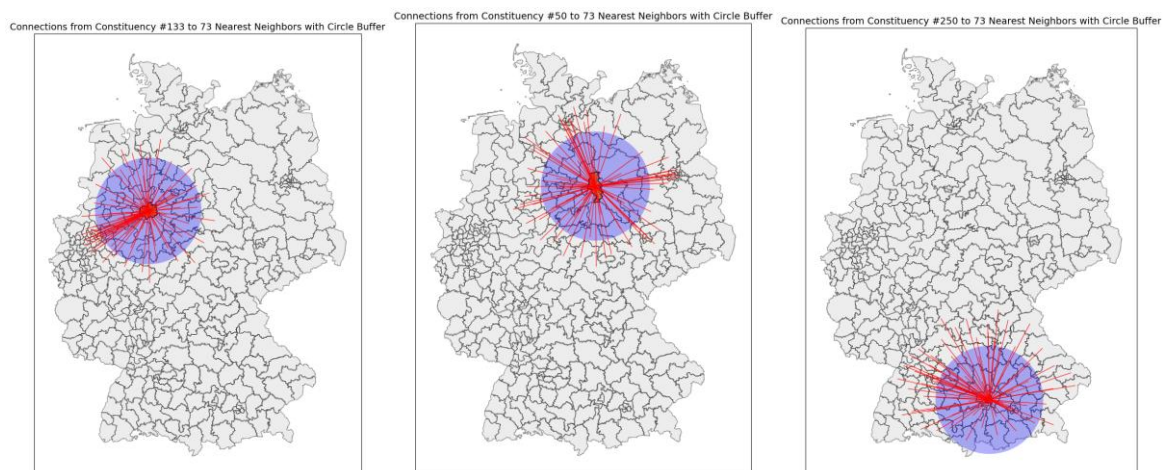 Connections from Constituency #133 to 73 Nearest Neighbors with Circle Buffer
Connections from Constituency #50 to 73 Nearest Neighbors with Circle Buffer
Connections from Constituency #250 to 73 Nearest Neighbors with Circle Buffer